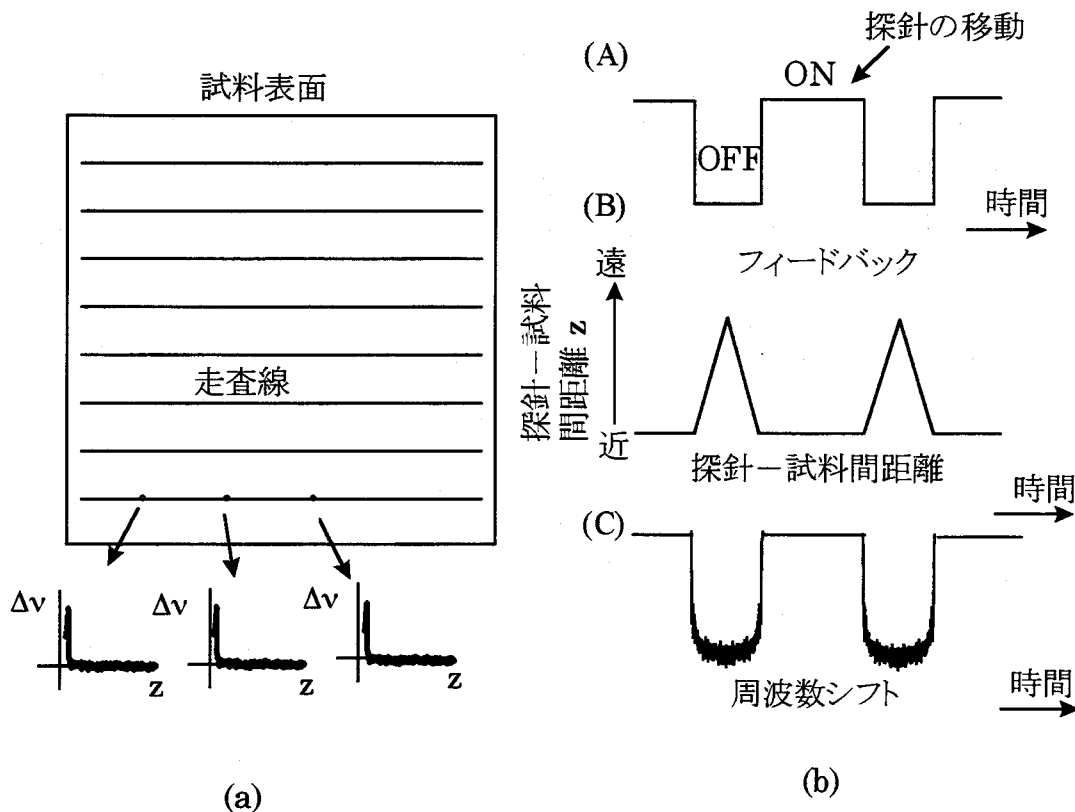 試料表面
走査線
Δν
z
Δν
z
Δν
z
(a)
探針の移動
(A)
ON
OFF
(B)
時間
フィードバック
遠
探針−試料
間距離 z
近
探針−試料間距離
時間
(C)
周波数シフト
時間
(b)